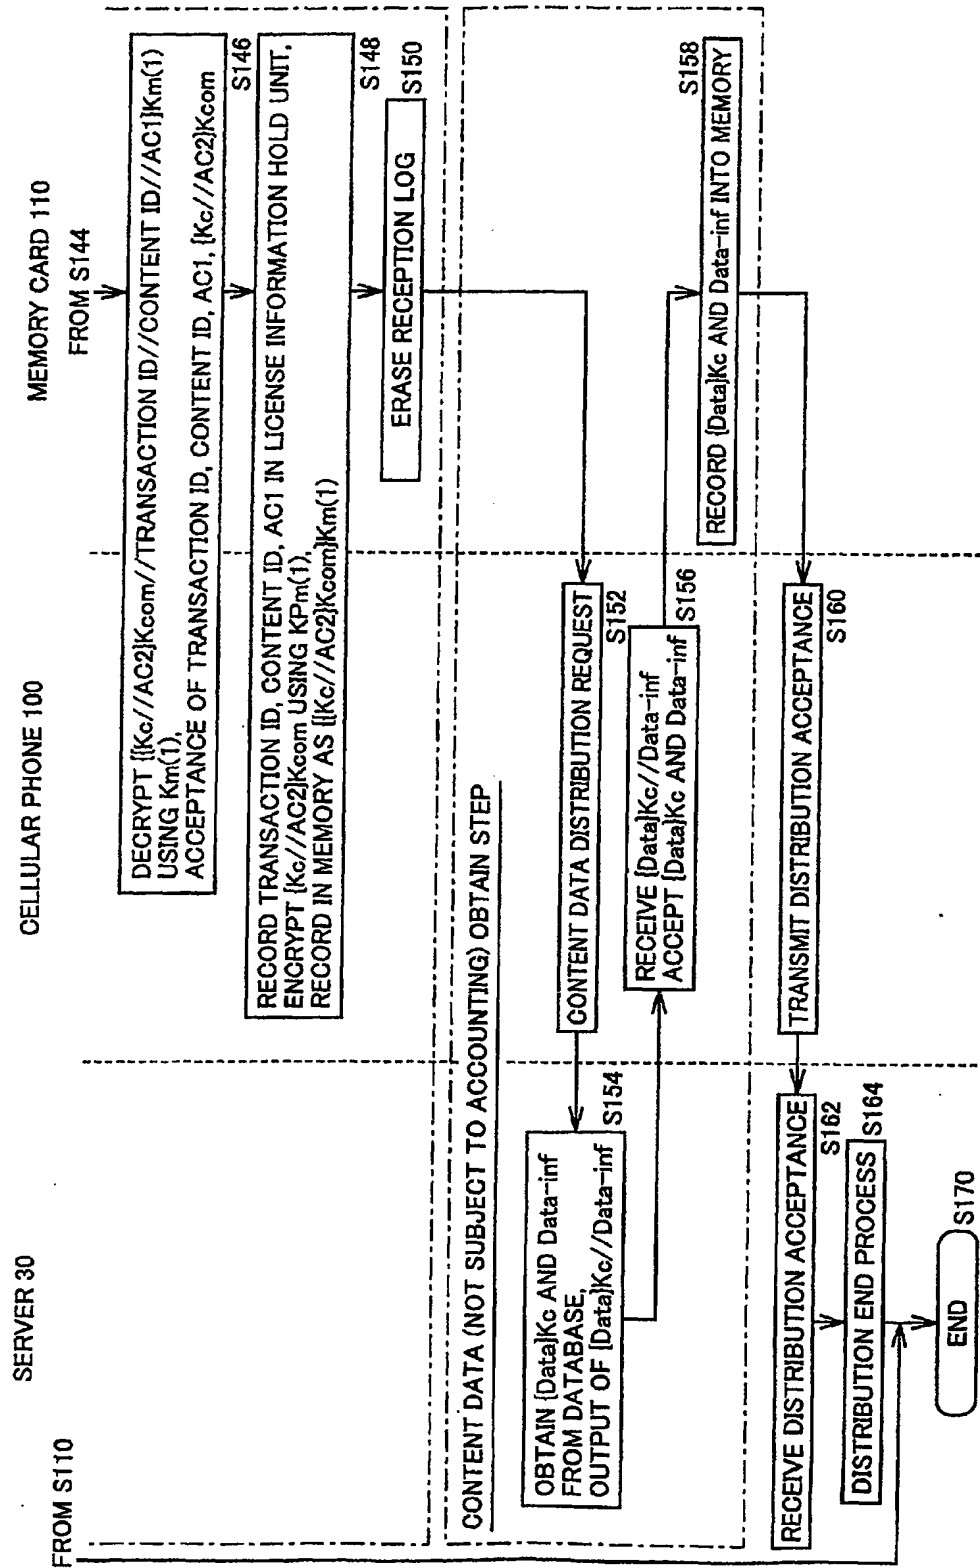 SERVER 30
CELLULAR PHONE 100
MEMORY CARD 110
FROM S110
FROM S144
DECRYPT {{Kc//AC2}Kcom//TRANSACTION ID//CONTENT ID//AC1}Km(1)
USING Km(1),
ACCEPTANCE OF TRANSACTION ID, CONTENT ID, AC1, {Kc//AC2}Kcom
S146
RECORD TRANSACTION ID, CONTENT ID, AC1 IN LICENSE INFORMATION HOLD UNIT,
ENCRYPT {Kc//AC2}Kcom USING KPm(1),
RECORD IN MEMORY AS {{Kc//AC2}Kcom}Km(1)
S148
ERASE RECEPTION LOG
S150
CONTENT DATA (NOT SUBJECT TO ACCOUNTING) OBTAIN STEP
CONTENT DATA DISTRIBUTION REQUEST
S152
OBTAIN {Data}Kc AND Data-inf
FROM DATABASE,
OUTPUT OF {Data}Kc//Data-inf
S154
RECEIVE {Data}Kc//Data-inf
ACCEPT {Data}Kc AND Data-inf
S156
RECORD {Data}Kc AND Data-inf INTO MEMORY
S158
TRANSMIT DISTRIBUTION ACCEPTANCE
S160
RECEIVE DISTRIBUTION ACCEPTANCE
S162
DISTRIBUTION END PROCESS
S164
END
S170